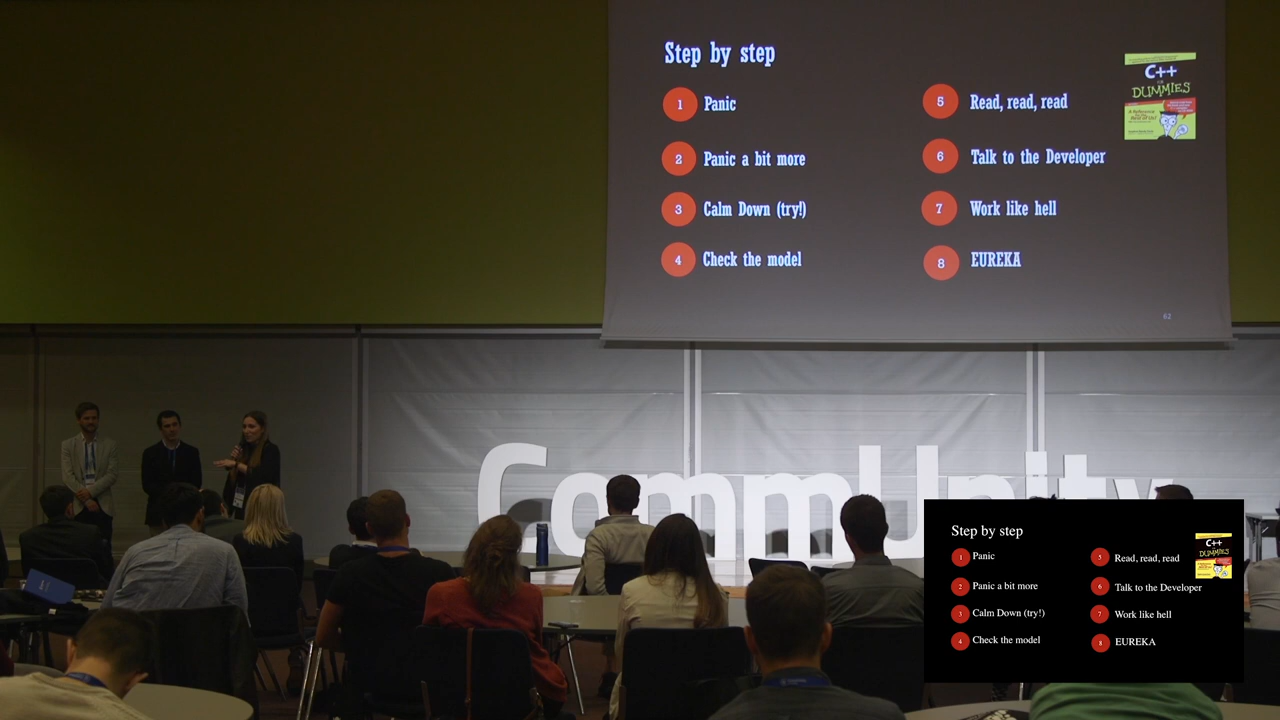 Step by step
1 Panic
2 Panic a bit more
3 Calm Down (try!)
4 Check the model
5 Read, read, read
6 Talk to the Developer
7 Work like hell
8 EUREKA
C++
DUMMIES
62
CommUnity
Step by step
1 Panic
2 Panic a bit more
3 Calm Down (try!)
4 Check the model
5 Read, read, read
6 Talk to the Developer
7 Work like hell
8 EUREKA
C++
DUMMIES